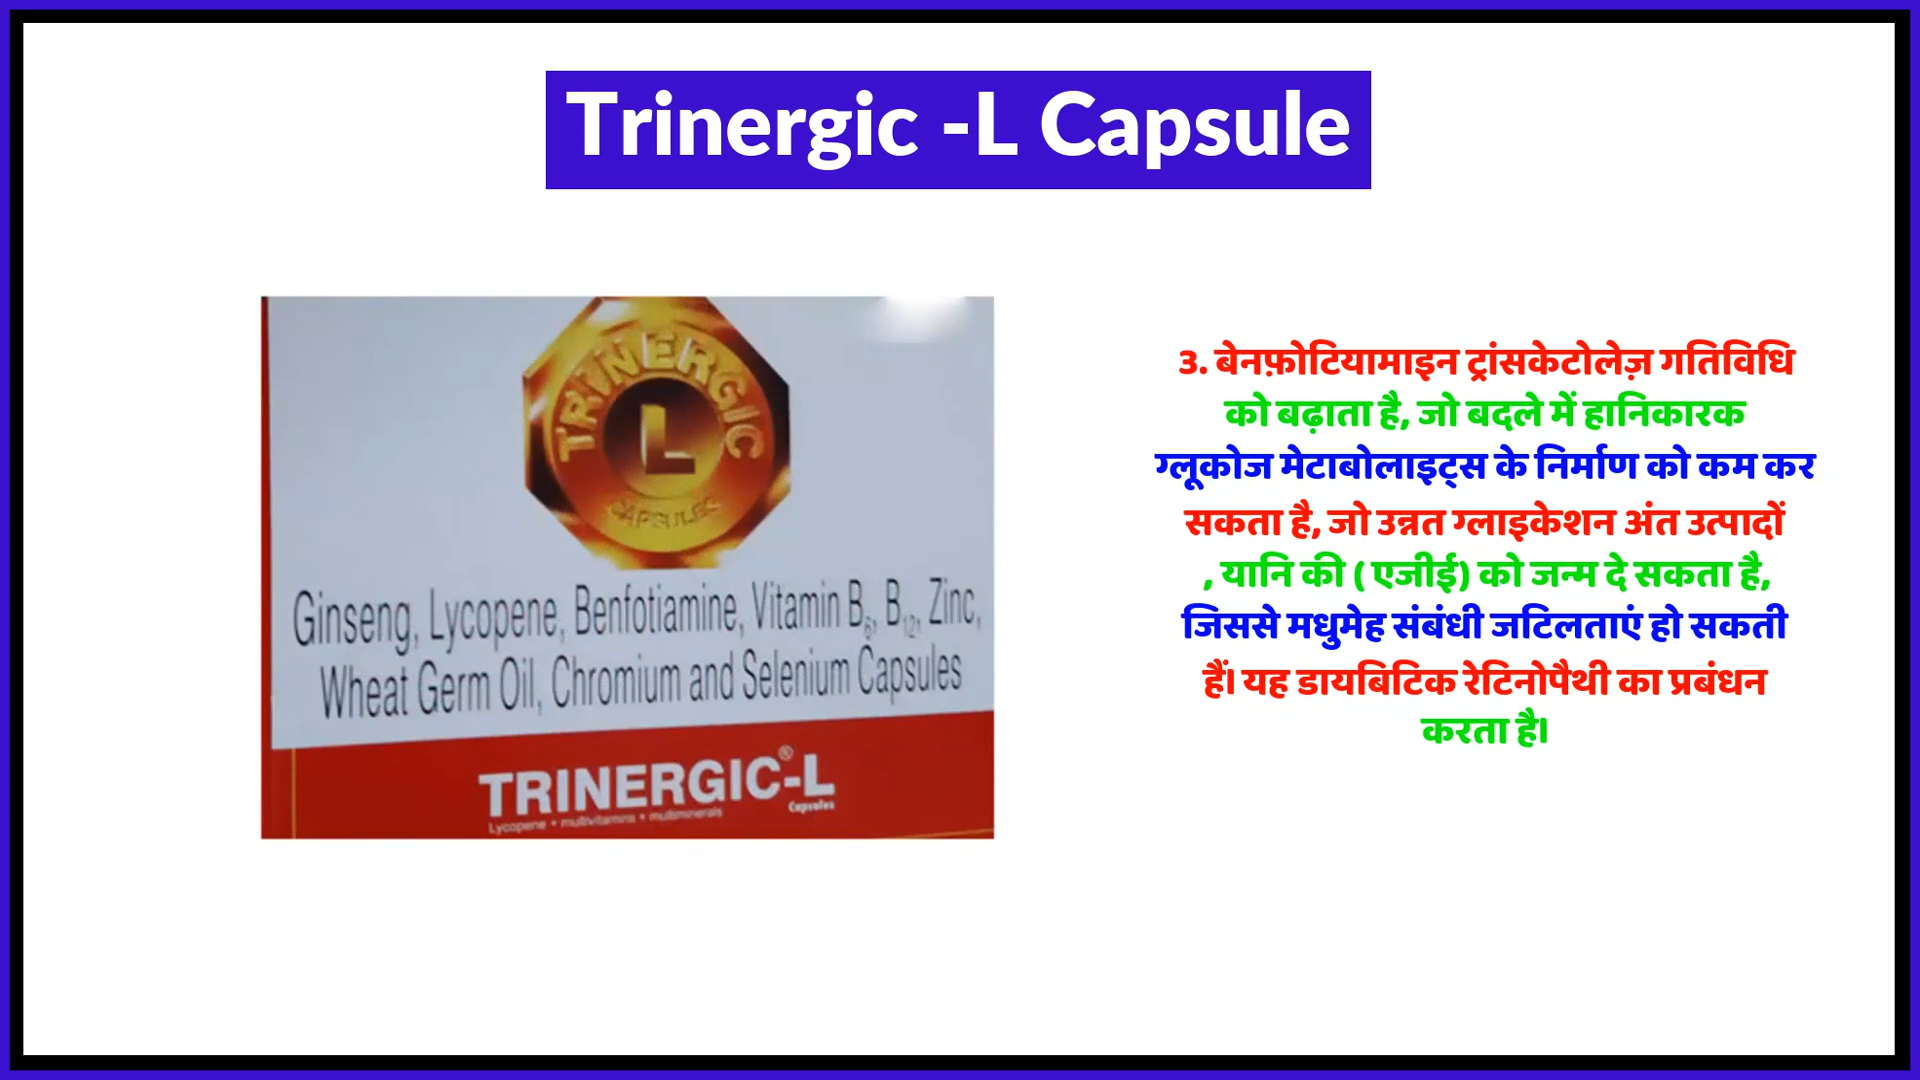 Trinergic -L Capsule
TRINERGIC
L
CAPSULES
Ginseng, Lycopene, Benfotiamine, Vitamin B6, B12, Zinc,
Wheat Germ Oil, Chromium and Selenium Capsules
TRINERGIC®-L
Capsules
Lycopene • multivitamins • multiminerals
3. बेनफ़ोटियामाइन ट्रांसकेटोलेज़ गतिविधि
को बढ़ाता है, जो बदले में हानिकारक
ग्लूकोज मेटाबोलाइट्स के निर्माण को कम कर
सकता है, जो उन्नत ग्लाइकेशन अंत उत्पादों
, यानि की ( एजीई) को जन्म दे सकता है,
जिससे मधुमेह संबंधी जटिलताएं हो सकती
हैं। यह डायबिटिक रेटिनोपैथी का प्रबंधन
करता है।